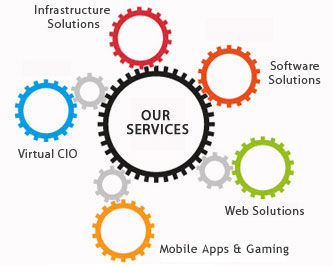 Infrastructure
Solutions
Software
Solutions
OUR
SERVICES
Virtual CIO
Web Solutions
Mobile Apps & Gaming